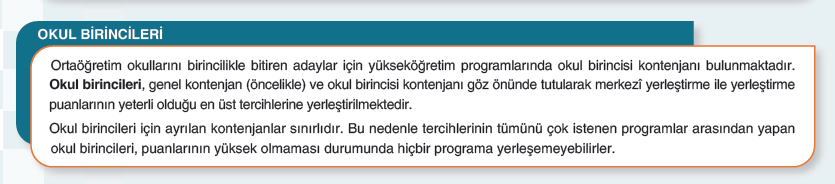 OKUL BİRİNCİLERİ
Ortaöğretim okullarını birincilikle bitiren adaylar için yükseköğretim programlarında okul birincisi kontenjanı bulunmaktadır.
Okul birincileri, genel kontenjan (öncelikle) ve okul birincisi kontenjanı göz önünde tutularak merkezî yerleştirme ile yerleştirme
puanlarının yeterli olduğu en üst tercihlerine yerleştirilmektedir.
Okul birincileri için ayrılan kontenjanlar sınırlıdır. Bu nedenle tercihlerinin tümünü çok istenen programlar arasından yapan
okul birincileri, puanlarının yüksek olmaması durumunda hiçbir programa yerleşemeyebilirler.